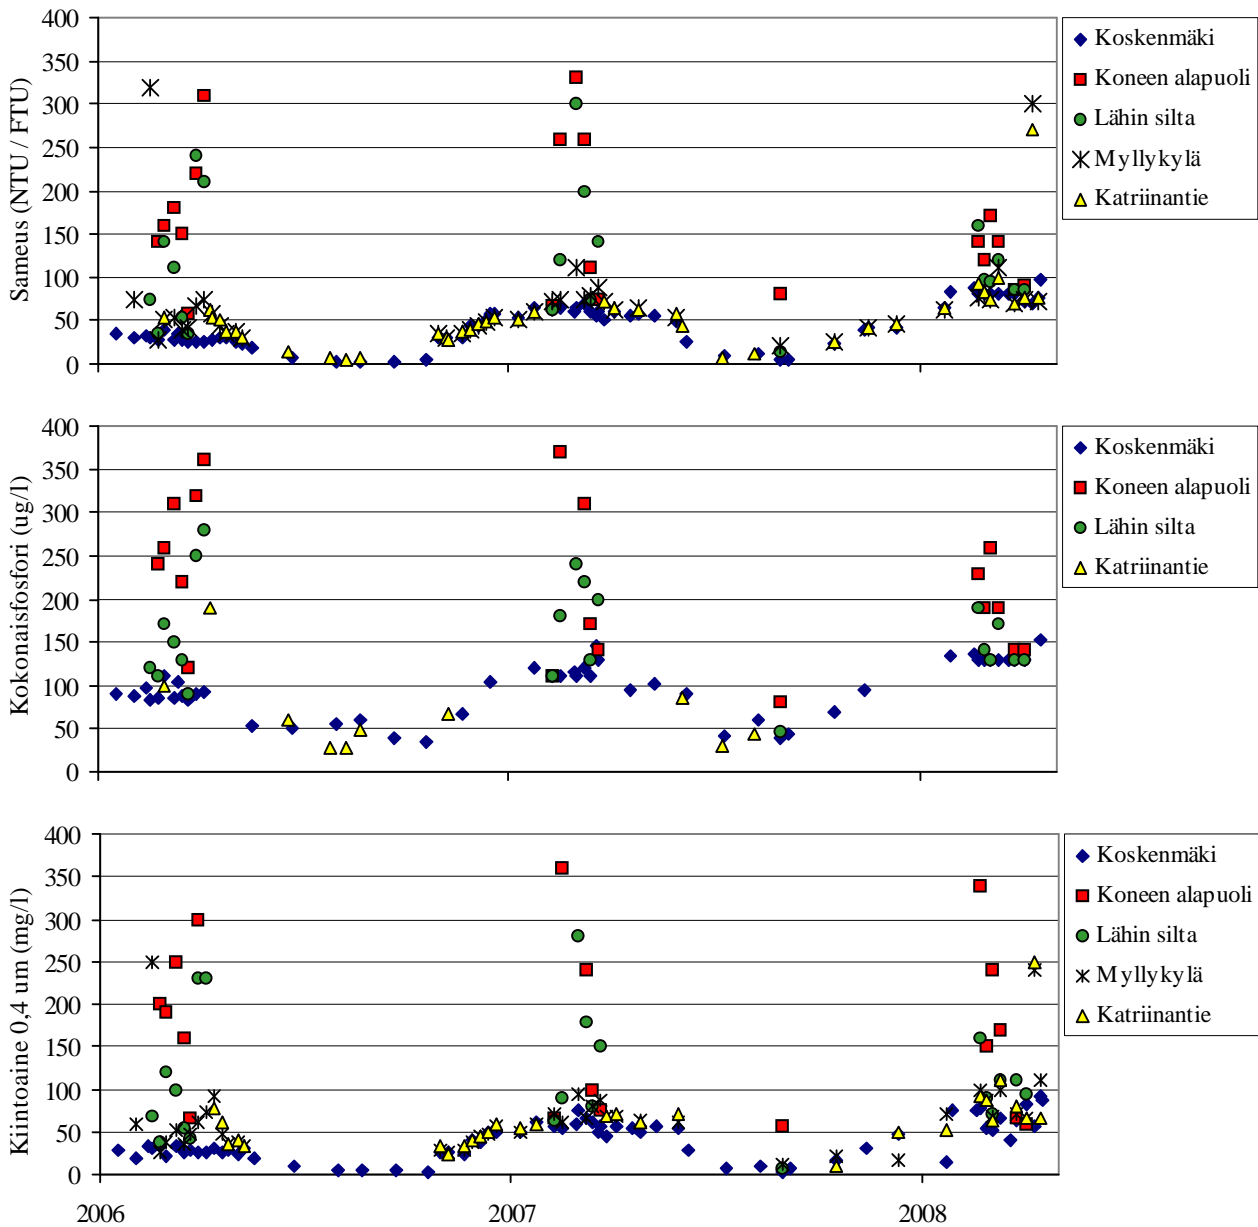 400
350
300
250
200
150
100
50
0
Sameus (NTU / FTU)
Koskenmäki
Koneen alapuoli
Lähin silta
Myllykylä
Katriinantie
400
350
300
250
200
150
100
50
0
Kokonaisfosfori (ug/l)
Koskenmäki
Koneen alapuoli
Lähin silta
Katriinantie
400
350
300
250
200
150
100
50
0
Kiintoaine 0,4 um (mg/l)
Koskenmäki
Koneen alapuoli
Lähin silta
Myllykylä
Katriinantie
2006
2007
2008